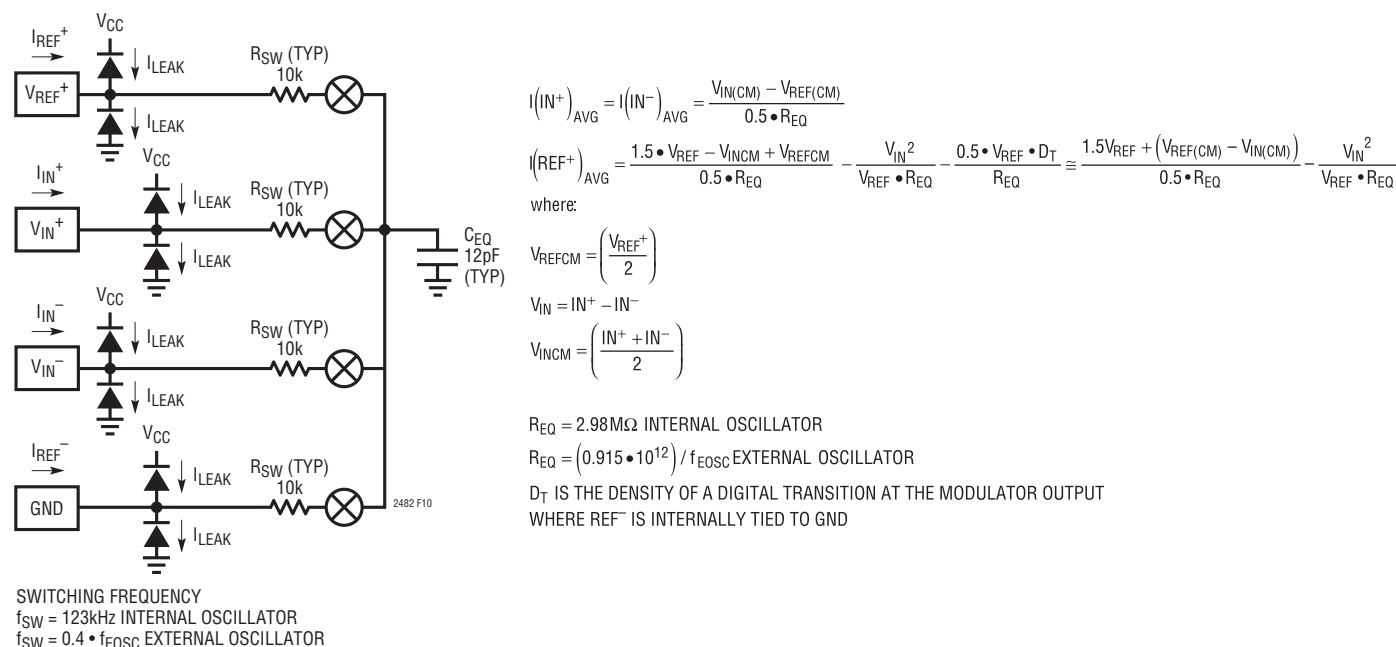 VCC
IREF+
ILEAK
RSW (TYP)
10k
VREF+
ILEAK
VCC
IIN+
ILEAK
RSW (TYP)
10k
VIN+
ILEAK
CEQ
12pF
(TYP)
VCC
IIN−
ILEAK
RSW (TYP)
10k
VIN−
ILEAK
VCC
IREF−
ILEAK
RSW (TYP)
10k
GND
2482 F10
ILEAK
SWITCHING FREQUENCY
fSW = 123kHz INTERNAL OSCILLATOR
fSW = 0.4 • fEOSC EXTERNAL OSCILLATOR
I(IN+)AVG = I(IN−)AVG = (VIN(CM) − VREF(CM)) / (0.5 • REQ)
I(REF+)AVG = (1.5 • VREF − VINCM + VREFCM) / (0.5 • REQ) − VIN² / (VREF • REQ) − (0.5 • VREF • DT) / REQ ≅ (1.5VREF + (VREF(CM) − VIN(CM))) / (0.5 • REQ) − VIN² / (VREF • REQ)
where:
VREFCM = (VREF+ / 2)
VIN = IN+ − IN−
VINCM = ((IN+ + IN−) / 2)
REQ = 2.98MΩ INTERNAL OSCILLATOR
REQ = (0.915 • 10¹²) / fEOSC EXTERNAL OSCILLATOR
DT IS THE DENSITY OF A DIGITAL TRANSITION AT THE MODULATOR OUTPUT
WHERE REF− IS INTERNALLY TIED TO GND